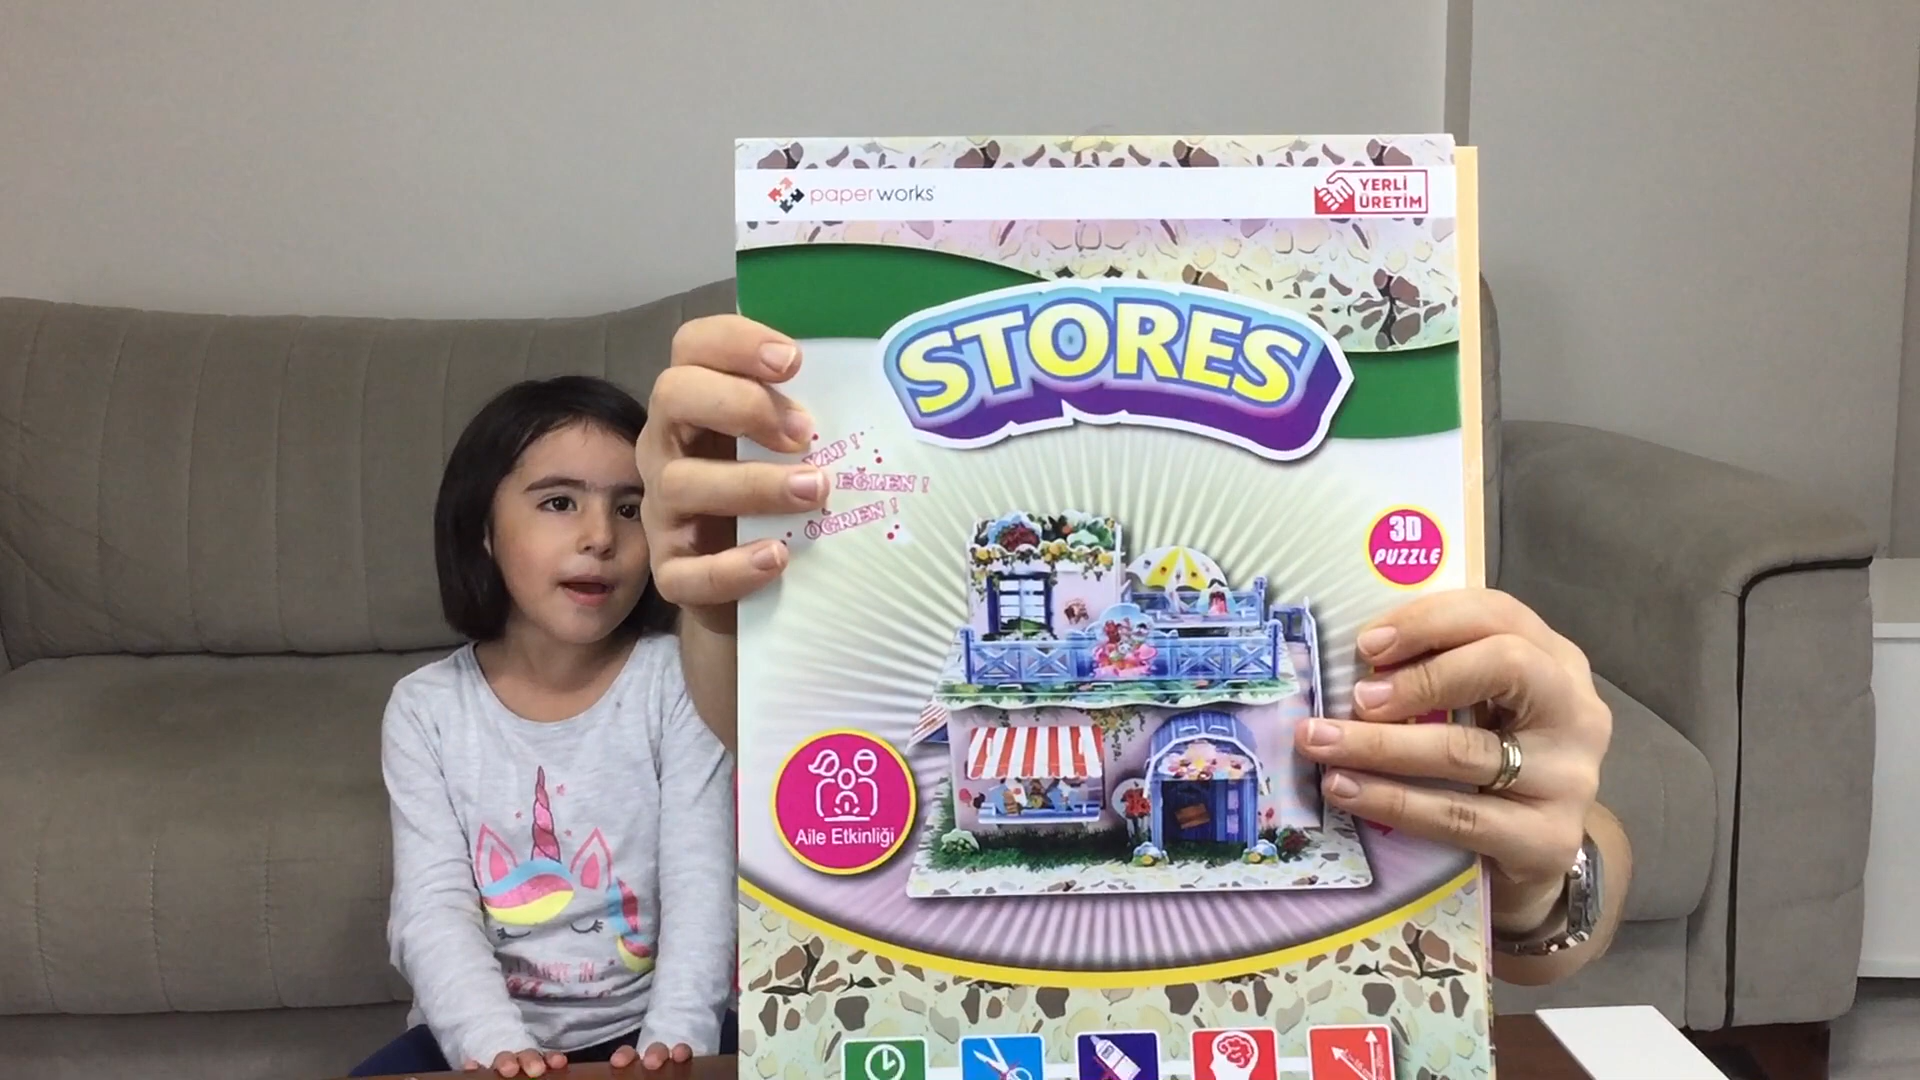 paperworks
YERLİ
ÜRETİM
STORES
YAP !
EĞLEN !
ÖĞREN !
3D
PUZZLE
Aile Etkinliği